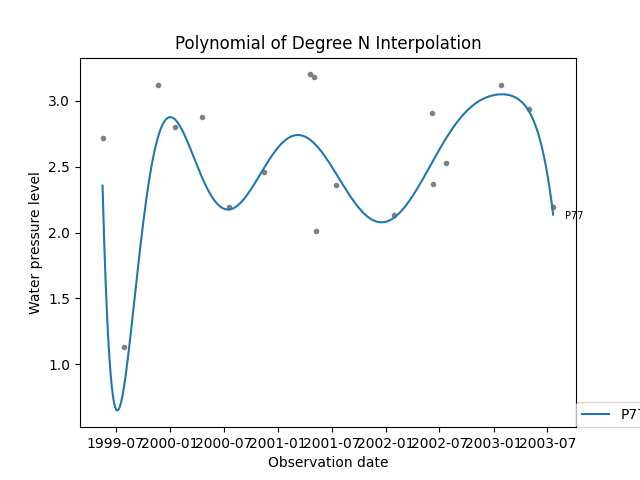 Polynomial of Degree N Interpolation
Water pressure level
3.0
2.5
2.0
1.5
1.0
P77
P77
1999-07 2000-01 2000-07 2001-01 2001-07 2002-01 2002-07 2003-01 2003-07
Observation date